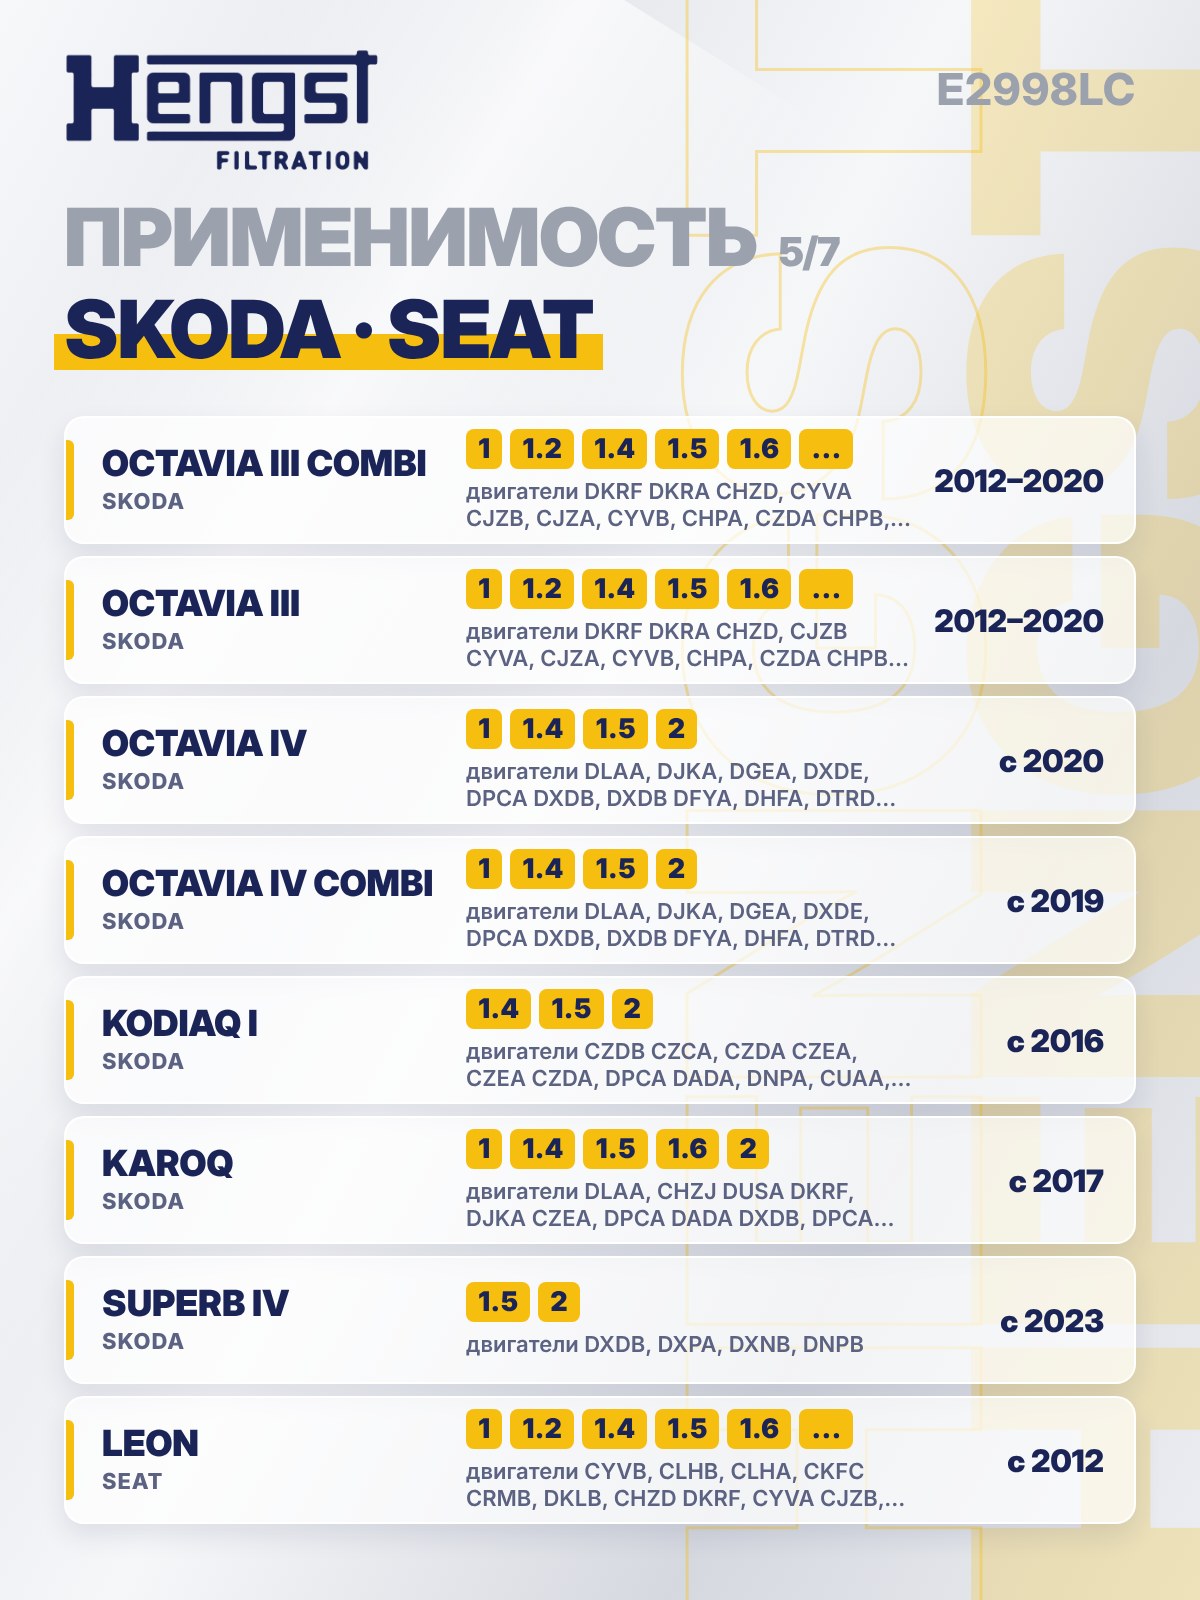 Hengst
FILTRATION
E2998LC
ПРИМЕНИМОСТЬ 5/7
SKODA · SEAT
OCTAVIA III COMBI
SKODA
1 1.2 1.4 1.5 1.6 ...
двигатели DKRF DKRA CHZD, CYVA
CJZB, CJZA, CYVB, CHPA, CZDA CHPB,...
2012–2020
OCTAVIA III
SKODA
1 1.2 1.4 1.5 1.6 ...
двигатели DKRF DKRA CHZD, CJZB
CYVA, CJZA, CYVB, CHPA, CZDA CHPB...
2012–2020
OCTAVIA IV
SKODA
1 1.4 1.5 2
двигатели DLAA, DJKA, DGEA, DXDE,
DPCA DXDB, DXDB DFYA, DHFA, DTRD...
с 2020
OCTAVIA IV COMBI
SKODA
1 1.4 1.5 2
двигатели DLAA, DJKA, DGEA, DXDE,
DPCA DXDB, DXDB DFYA, DHFA, DTRD...
с 2019
KODIAQ I
SKODA
1.4 1.5 2
двигатели CZDB CZCA, CZDA CZEA,
CZEA CZDA, DPCA DADA, DNPA, CUAA,...
с 2016
KAROQ
SKODA
1 1.4 1.5 1.6 2
двигатели DLAA, CHZJ DUSA DKRF,
DJKA CZEA, DPCA DADA DXDB, DPCA...
с 2017
SUPERB IV
SKODA
1.5 2
двигатели DXDB, DXPA, DXNB, DNPB
с 2023
LEON
SEAT
1 1.2 1.4 1.5 1.6 ...
двигатели CYVB, CLHB, CLHA, CKFC
CRMB, DKLB, CHZD DKRF, CYVA CJZB,...
с 2012
HENGST